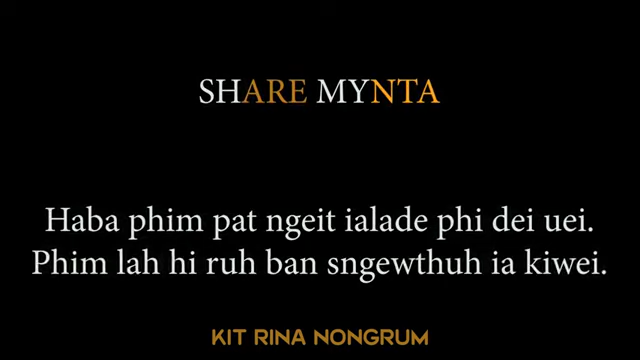 SHARE MYNTA
Haba phim pat ngeit ialade phi dei uei.
Phim lah hi ruh ban sngewthuh ia kiwei.
KIT RINA NONGRUM